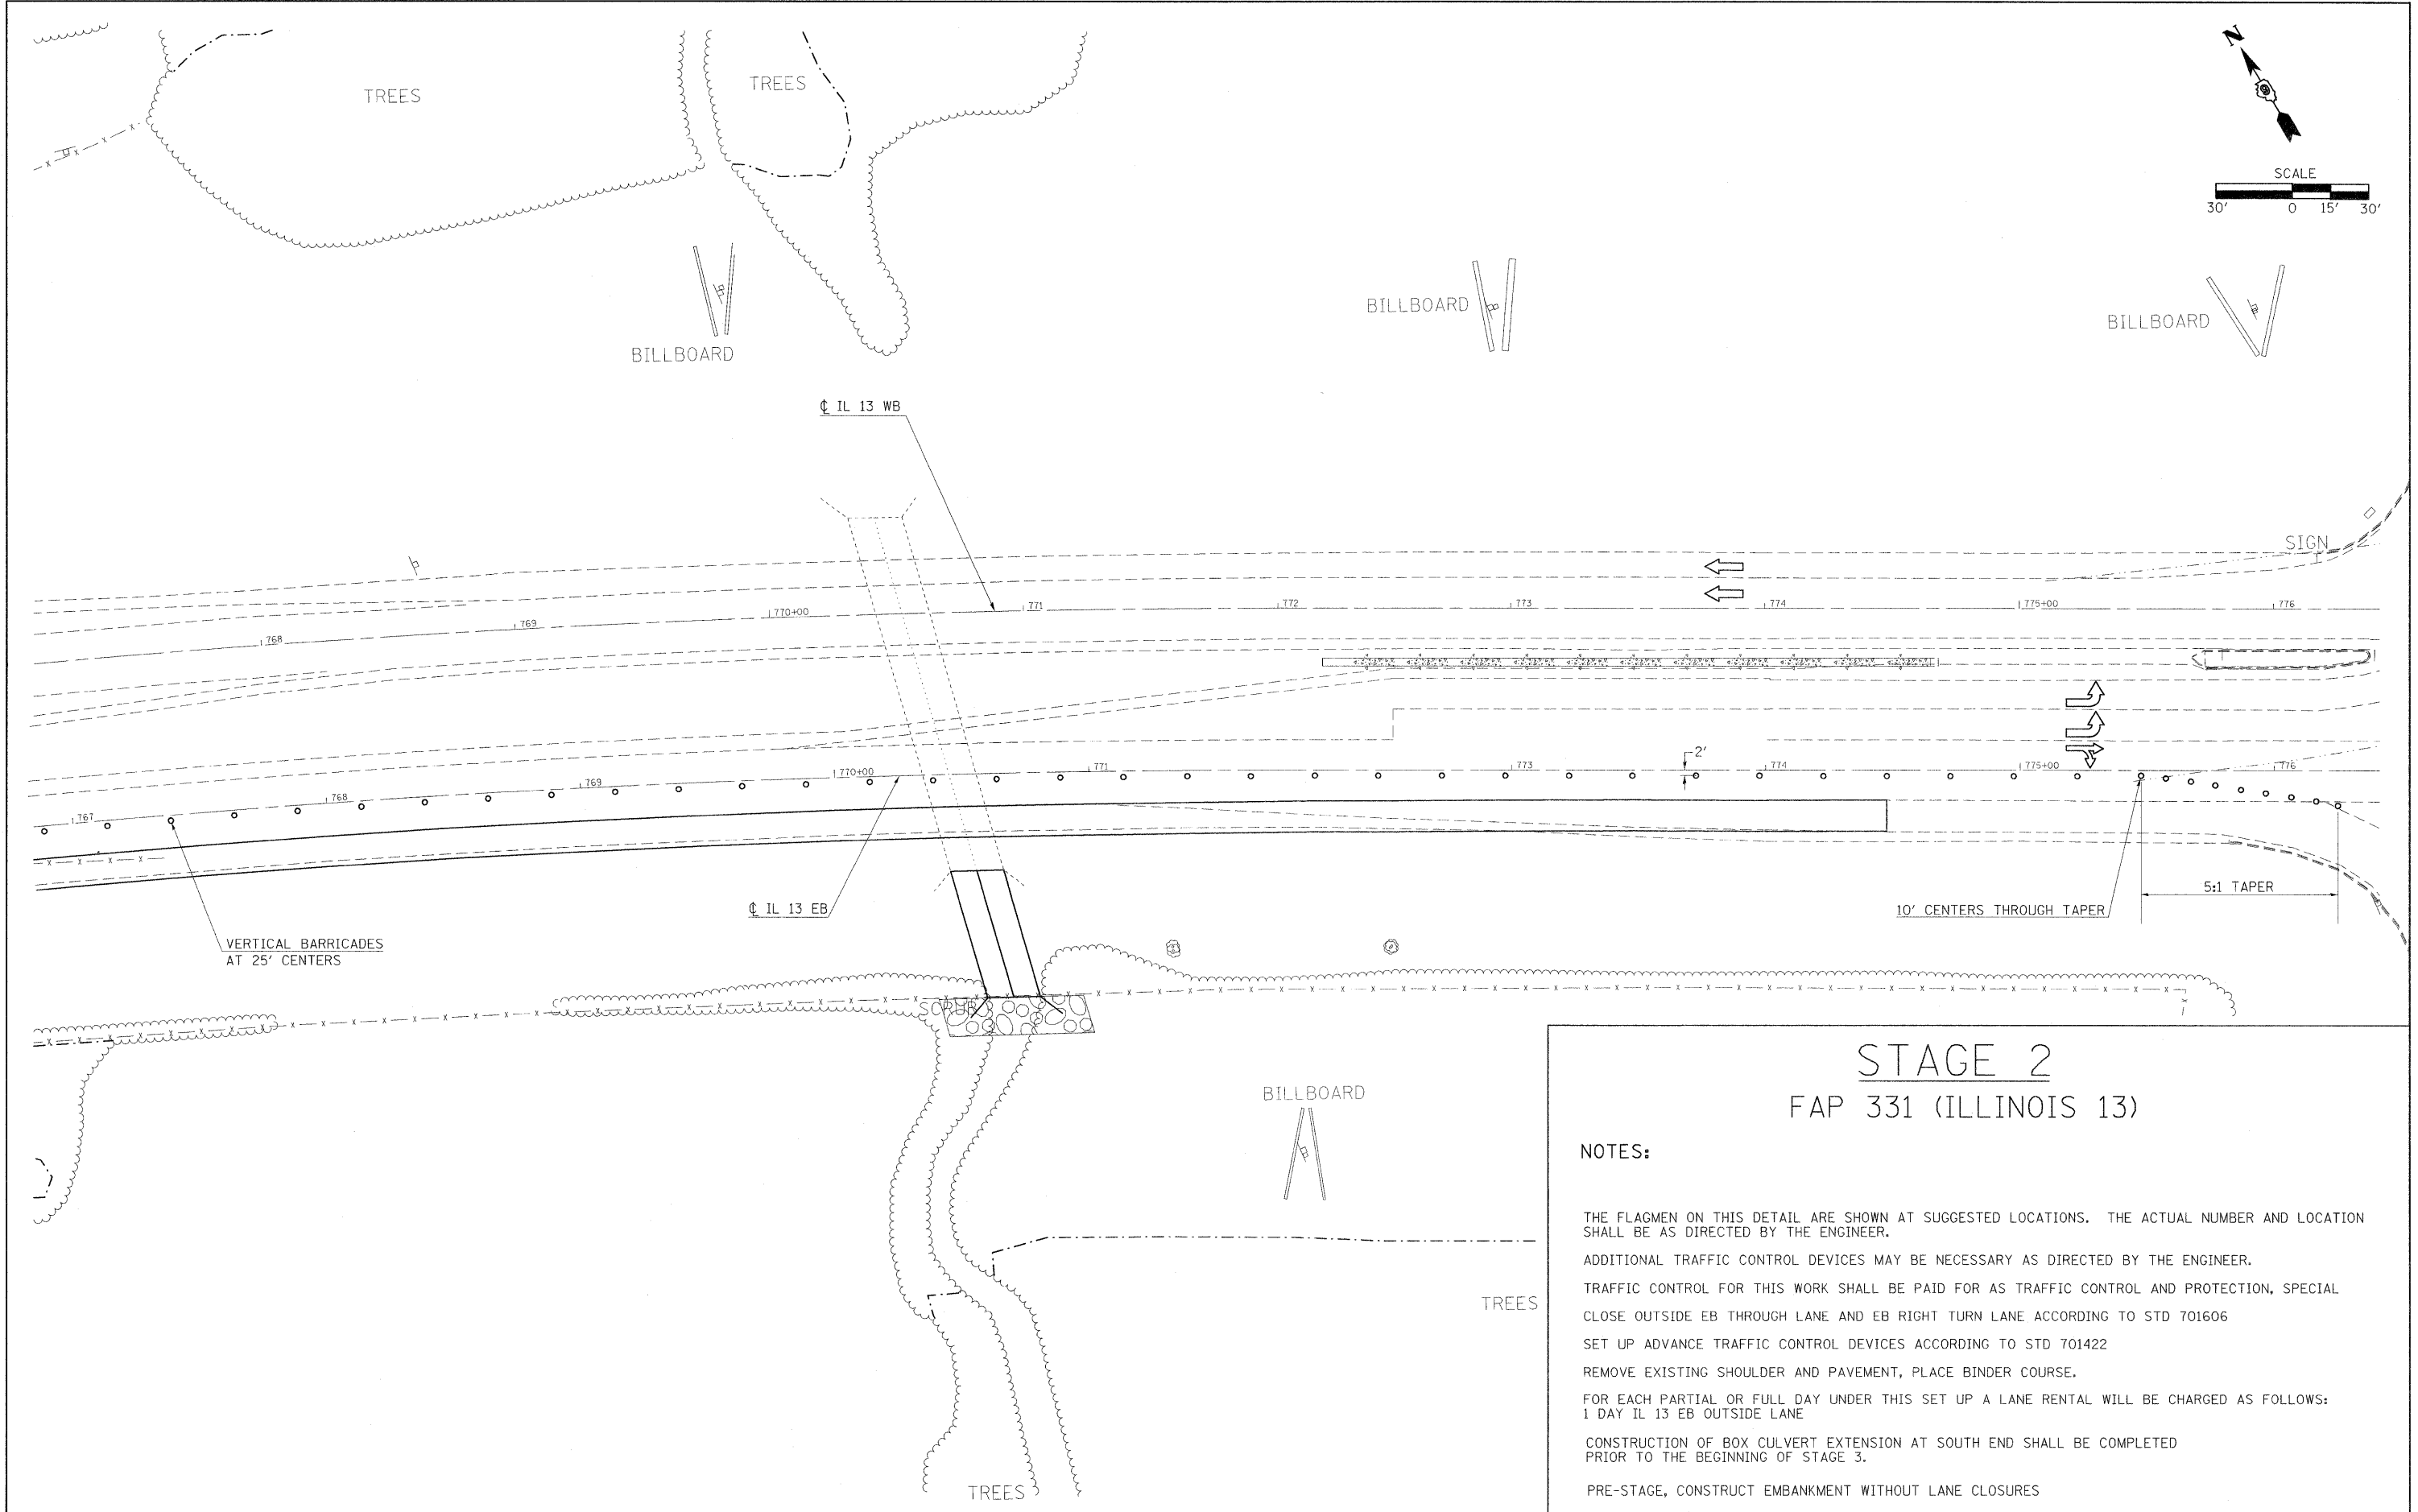 TREES
TREES
N
SCALE
30' 0 15' 30'
BILLBOARD
BILLBOARD
BILLBOARD
℄ IL 13 WB
SIGN
768
769
770+00
771
772
773
774
775+00
776
2'
767
768
769
770+00
771
773
774
775+00
776
5:1 TAPER
10' CENTERS THROUGH TAPER
℄ IL 13 EB
VERTICAL BARRICADES
AT 25' CENTERS
SCRUB
BILLBOARD
TREES
TREES
STAGE 2
FAP 331 (ILLINOIS 13)
NOTES:
THE FLAGMEN ON THIS DETAIL ARE SHOWN AT SUGGESTED LOCATIONS. THE ACTUAL NUMBER AND LOCATION
SHALL BE AS DIRECTED BY THE ENGINEER.
ADDITIONAL TRAFFIC CONTROL DEVICES MAY BE NECESSARY AS DIRECTED BY THE ENGINEER.
TRAFFIC CONTROL FOR THIS WORK SHALL BE PAID FOR AS TRAFFIC CONTROL AND PROTECTION, SPECIAL
CLOSE OUTSIDE EB THROUGH LANE AND EB RIGHT TURN LANE ACCORDING TO STD 701606
SET UP ADVANCE TRAFFIC CONTROL DEVICES ACCORDING TO STD 701422
REMOVE EXISTING SHOULDER AND PAVEMENT, PLACE BINDER COURSE.
FOR EACH PARTIAL OR FULL DAY UNDER THIS SET UP A LANE RENTAL WILL BE CHARGED AS FOLLOWS:
1 DAY IL 13 EB OUTSIDE LANE
CONSTRUCTION OF BOX CULVERT EXTENSION AT SOUTH END SHALL BE COMPLETED
PRIOR TO THE BEGINNING OF STAGE 3.
PRE-STAGE, CONSTRUCT EMBANKMENT WITHOUT LANE CLOSURES